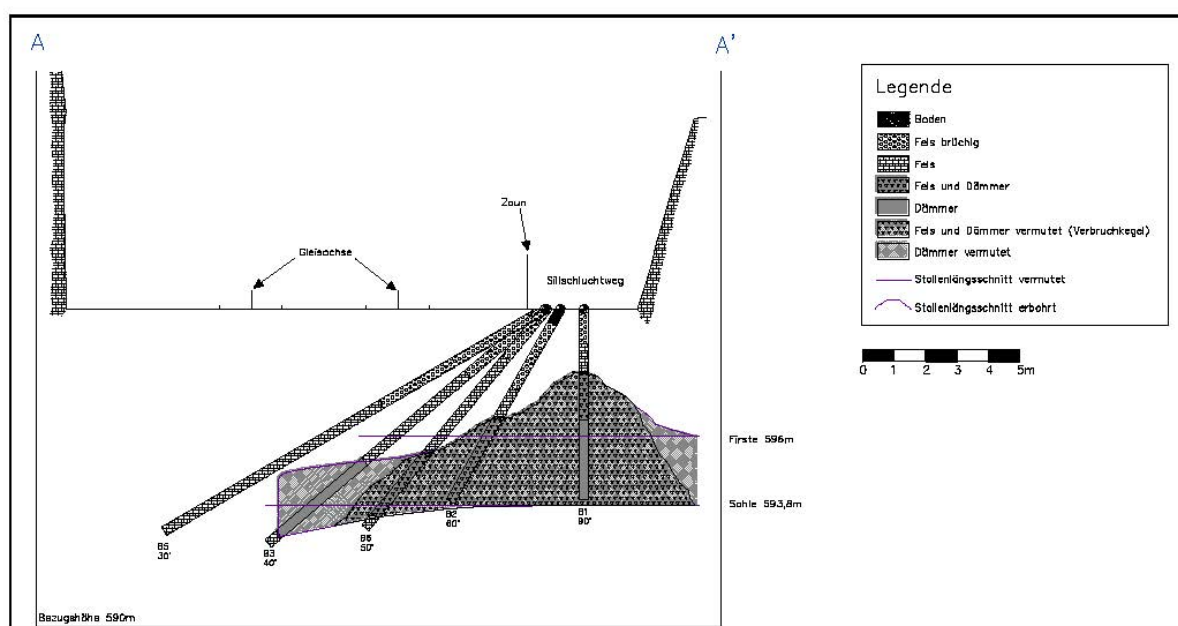 A
A'
Zaun
Gleisachse
Sillschluchtweg
Firste 596m
Sohle 593,8m
B1
90°
B2
60°
B6
50°
B3
40°
B5
30°
Bezugshöhe 590m
Legende
Boden
Fels brüchig
Fels
Fels und Dämmer
Dämmer
Fels und Dämmer vermutet (Verbruchkegel)
Dämmer vermutet
Stollenlängsschnitt vermutet
Stollenlängsschnitt erbohrt
0 1 2 3 4 5m